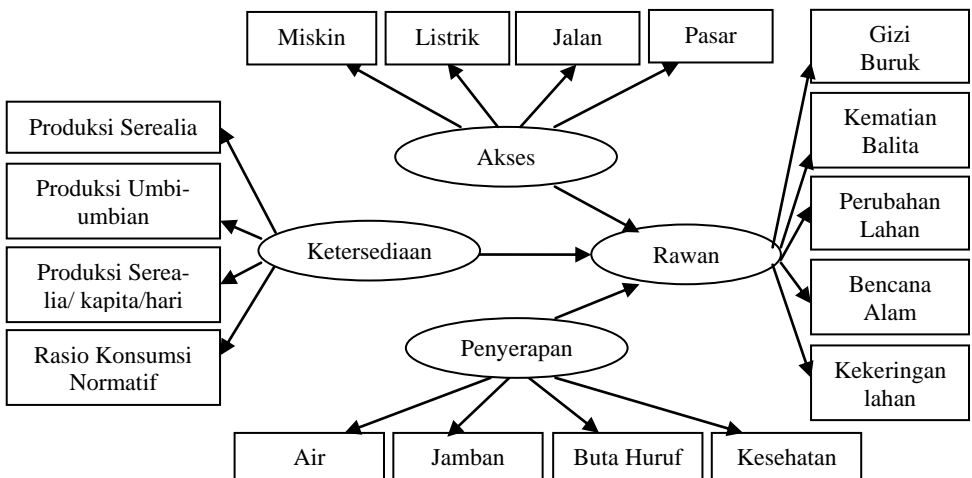 Miskin
Listrik
Jalan
Pasar
Gizi
Buruk
Produksi Serealia
Kematian
Balita
Akses
Produksi Umbi-
umbian
Perubahan
Lahan
Ketersediaan
Rawan
Produksi Serea-
lia/ kapita/hari
Bencana
Alam
Rasio Konsumsi
Normatif
Penyerapan
Kekeringan
lahan
Air
Jamban
Buta Huruf
Kesehatan